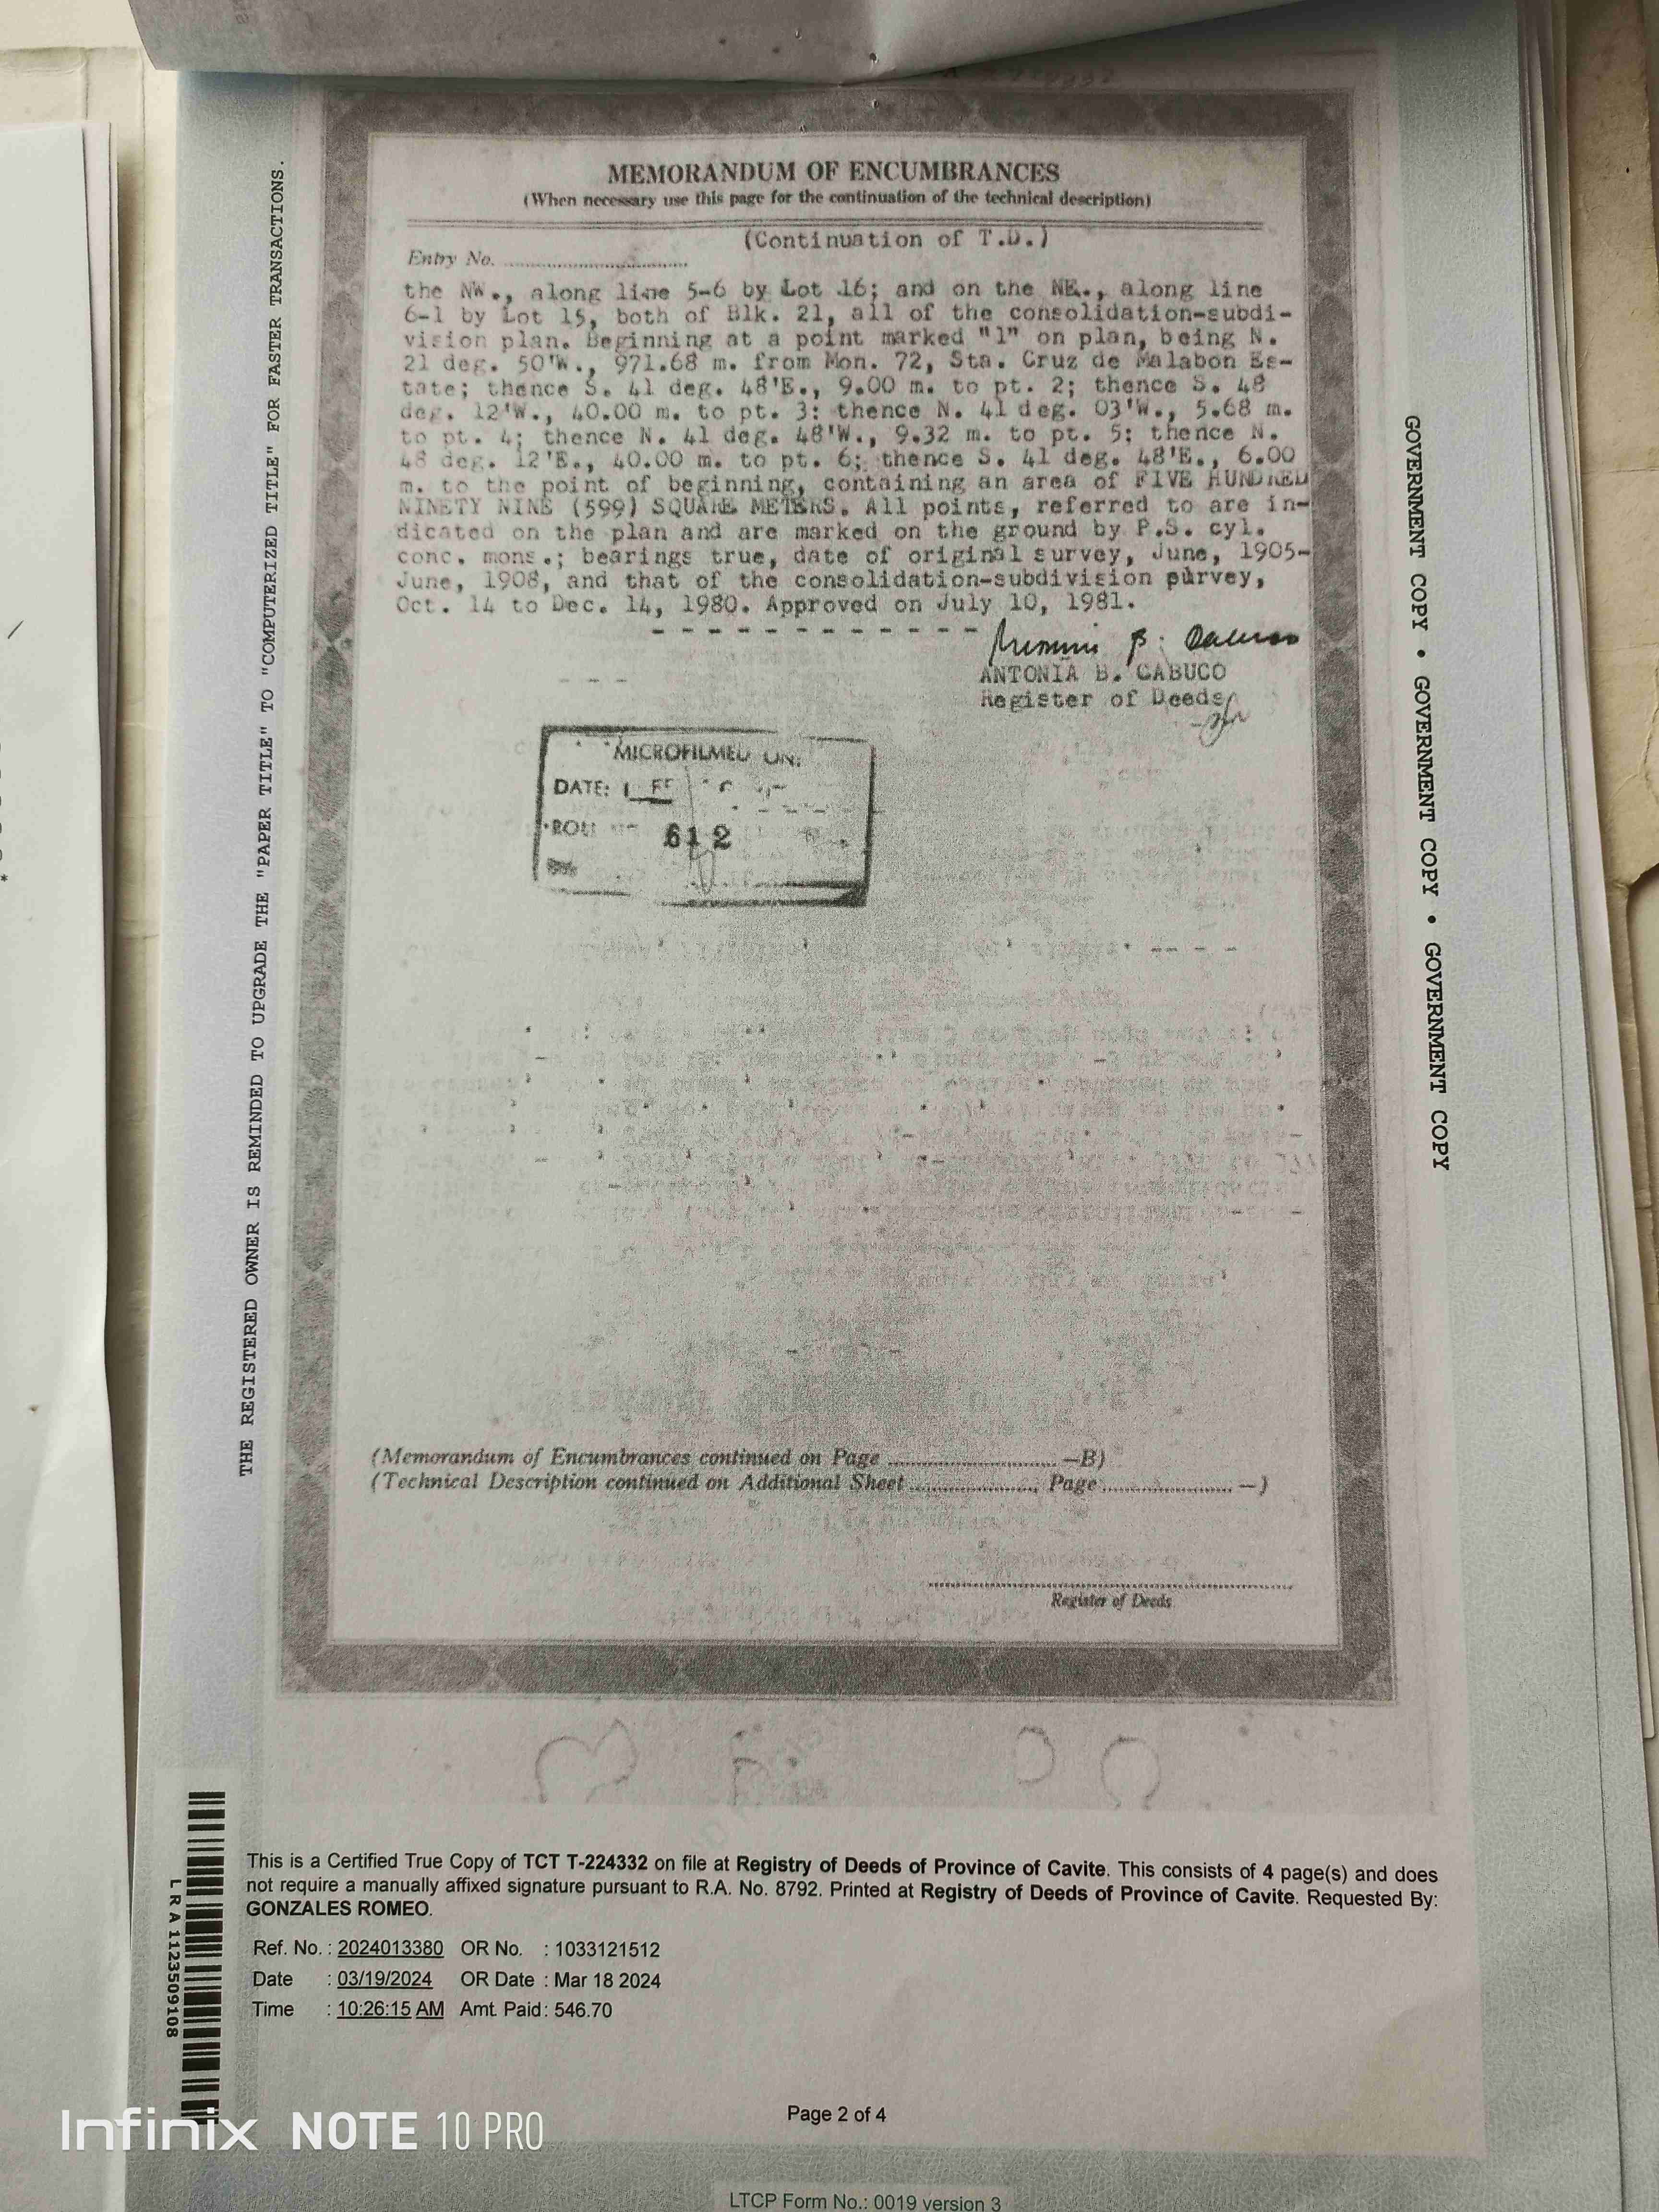 MEMORANDUM OF ENCUMBRANCES
(When necessary use this page for the continuation of the technical description)
(Continuation of T.D.)
Entry No. ........................................
the NW., along line 5-6 by Lot 16; and on the NE., along line
6-1 by Lot 15, both of Blk. 21, all of the consolidation-subdi-
vision plan. Beginning at a point marked "1" on plan, being N.
21 deg. 50'W., 971.68 m. from Mon. 72, Sta. Cruz de Malabon Es-
tate; thence S. 41 deg. 48'E., 9.00 m. to pt. 2; thence S. 48
deg. 12'W., 40.00 m. to pt. 3: thence N. 41 deg. 03'W., 5.68 m.
to pt. 4; thence N. 41 deg. 48'W., 9.32 m. to pt. 5; thence N.
48 deg. 12'E., 40.00 m. to pt. 6; thence S. 41 deg. 48'E., 6.00
m. to the point of beginning, containing an area of FIVE HUNDRED
NINETY NINE (599) SQUARE METERS. All points, referred to are in-
dicated on the plan and are marked on the ground by P.S. cyl.
conc. mons.; bearings true, date of original survey, June, 1905-
June, 1908, and that of the consolidation-subdivision purvey,
Oct. 14 to Dec. 14, 1980. Approved on July 10, 1981.
ANTONIA B. CABUCO
Register of Deeds
MICROFILMED ON:
DATE:
ROLL
612
(Memorandum of Encumbrances continued on Page ..............................—B)
(Technical Description continued on Additional Sheet ........................, Page ........................—)
Register of Deeds
THE REGISTERED OWNER IS REMINDED TO UPGRADE THE "PAPER TITLE" TO "COMPUTERIZED TITLE" FOR FASTER TRANSACTIONS.
GOVERNMENT COPY • GOVERNMENT COPY • GOVERNMENT COPY
This is a Certified True Copy of TCT T-224332 on file at Registry of Deeds of Province of Cavite. This consists of 4 page(s) and does
not require a manually affixed signature pursuant to R.A. No. 8792. Printed at Registry of Deeds of Province of Cavite. Requested By:
GONZALES ROMEO.
Ref. No. : 2024013380 OR No. : 1033121512
Date : 03/19/2024 OR Date : Mar 18 2024
Time : 10:26:15 AM Amt. Paid : 546.70
LRA 1123509108
Page 2 of 4
Infinix NOTE 10 PRO
LTCP Form No.: 0019 version 3